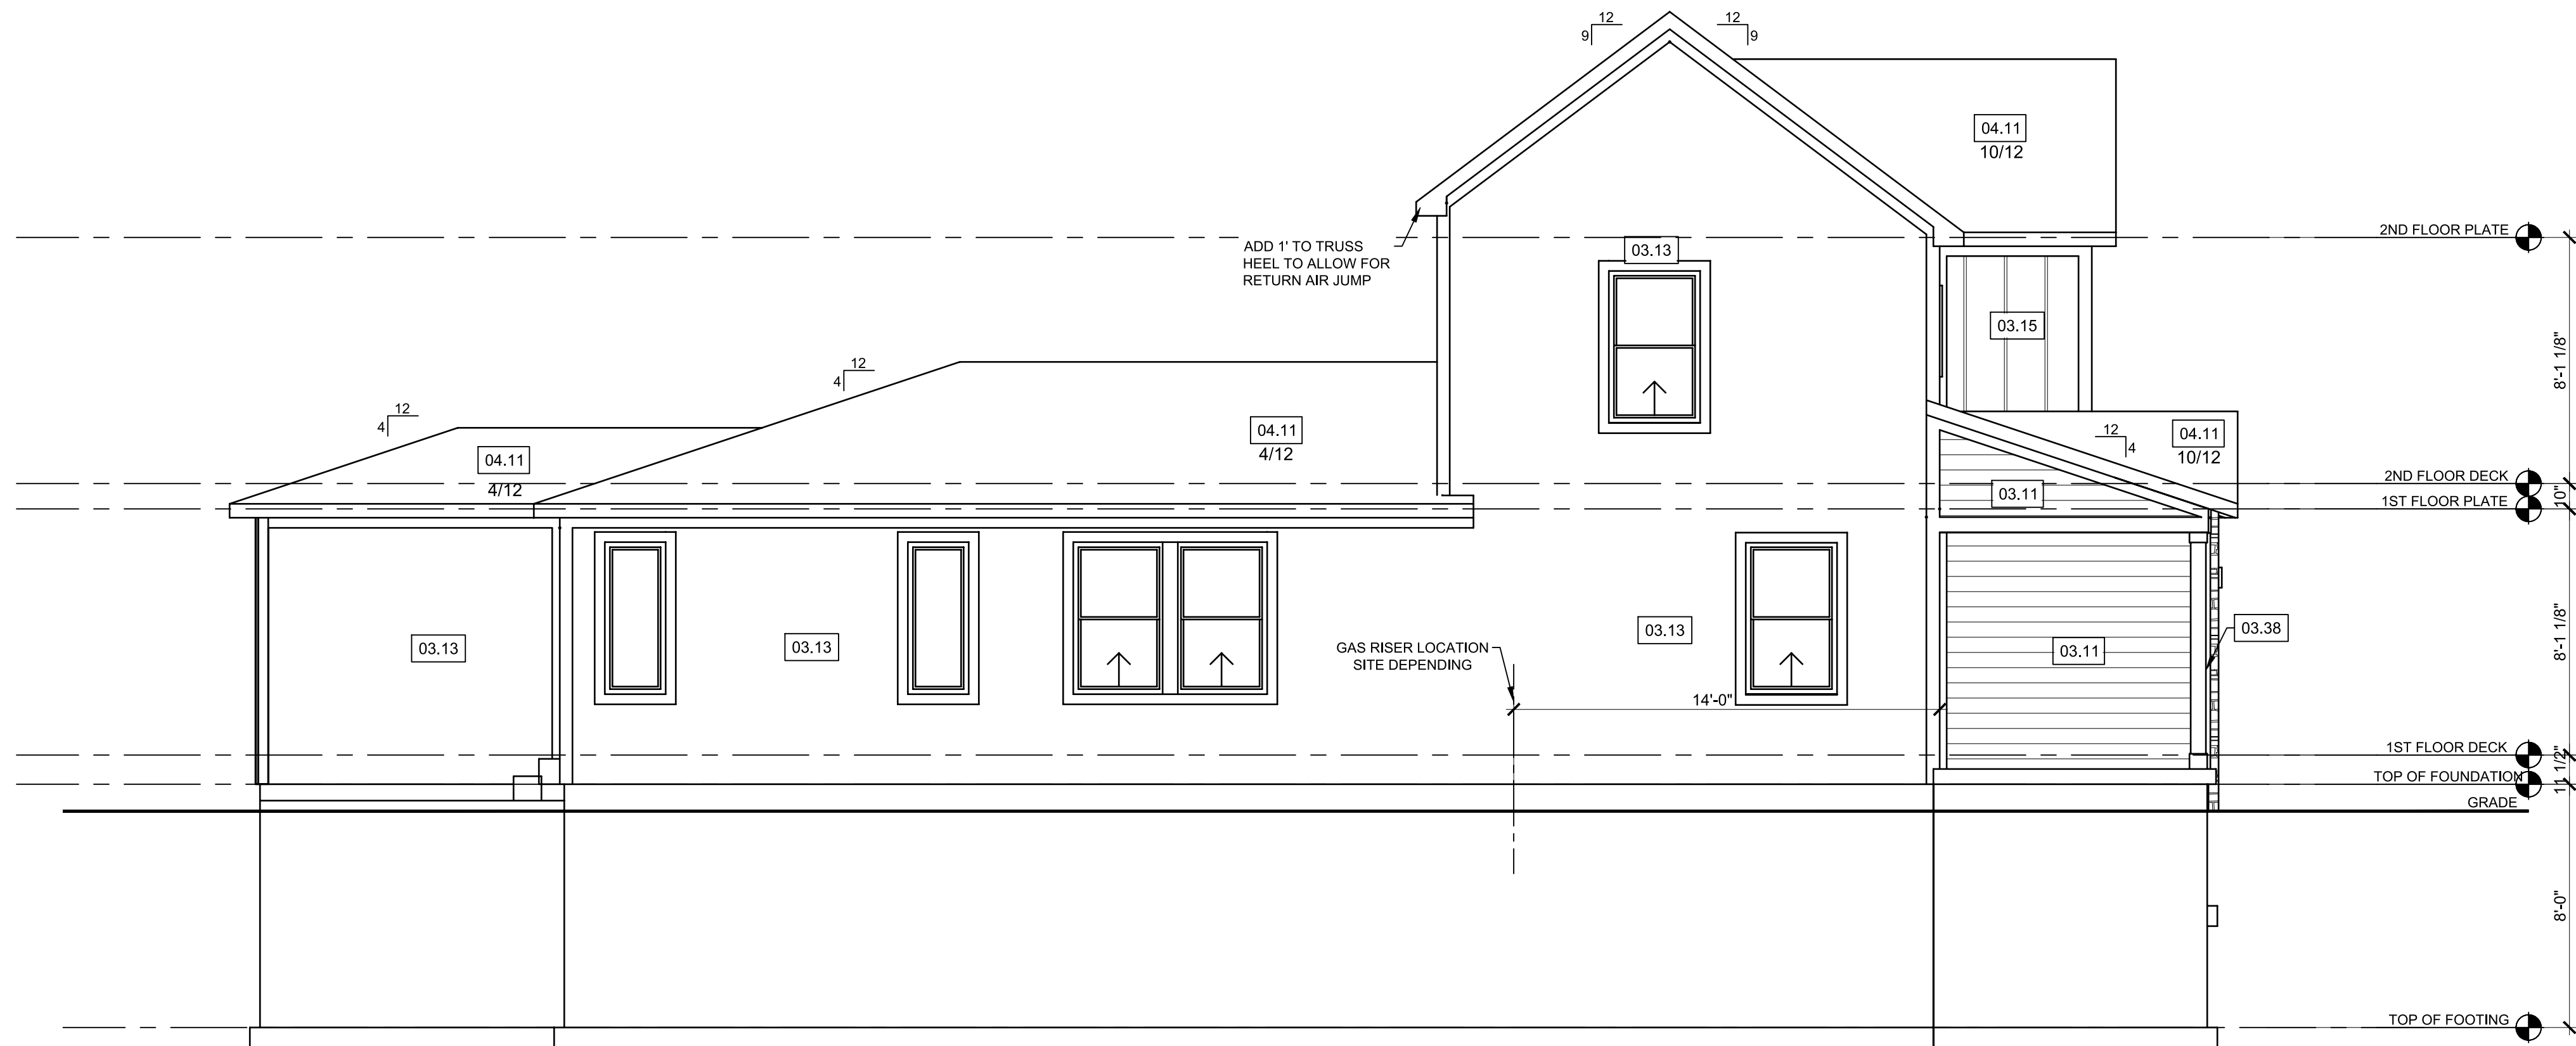 12
9
12
9
04.11
10/12
2ND FLOOR PLATE
03.13
ADD 1' TO TRUSS
HEEL TO ALLOW FOR
RETURN AIR JUMP
03.15
8'-1 1/8"
12
4
12
4
04.11
4/12
04.11
4/12
12
4
04.11
10/12
2ND FLOOR DECK
03.11
10"
1ST FLOOR PLATE
03.13
03.13
GAS RISER LOCATION
SITE DEPENDING
03.13
03.11
03.38
8'-1 1/8"
14'-0"
1ST FLOOR DECK
11 1/2"
TOP OF FOUNDATION
GRADE
8'-0"
TOP OF FOOTING